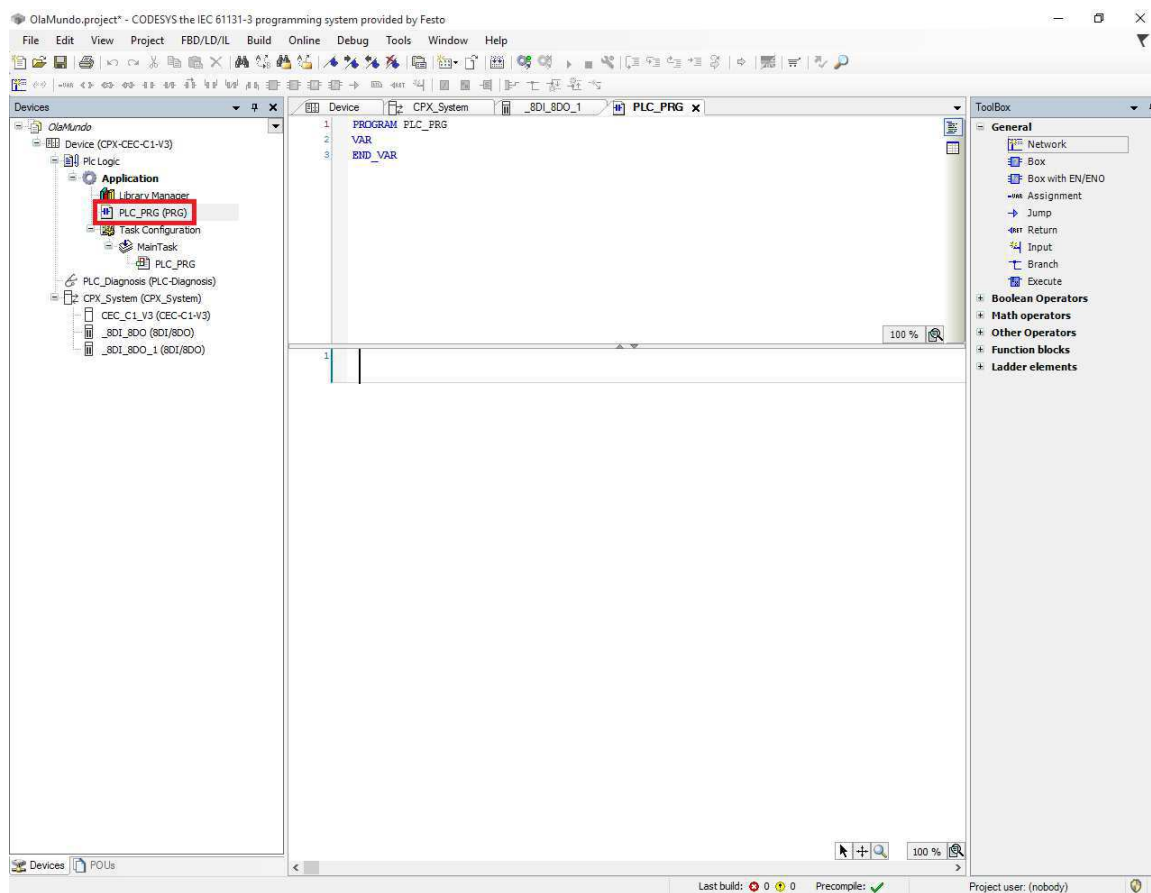 OlaMundo.project* - CODESYS the IEC 61131-3 programming system provided by Festo
File Edit View Project FBD/LD/IL Build Online Debug Tools Window Help
Devices
OlaMundo
Device (CPX-CEC-C1-V3)
Plc Logic
Application
Library Manager
PLC_PRG (PRG)
Task Configuration
MainTask
PLC_PRG
PLC_Diagnosis (PLC-Diagnosis)
CPX_System (CPX_System)
CEC_C1_V3 (CEC-C1-V3)
_8DI_8DO (8DI/8DO)
_8DI_8DO_1 (8DI/8DO)
Devices POUs
Device CPX_System _8DI_8DO_1 PLC_PRG
1 PROGRAM PLC_PRG
2 VAR
3 END_VAR
100 %
1
100 %
ToolBox
General
Network
Box
Box with EN/ENO
Assignment
Jump
Return
Input
Branch
Execute
Boolean Operators
Math operators
Other Operators
Function blocks
Ladder elements
Last build: 0 0 Precompile: Project user: (nobody)